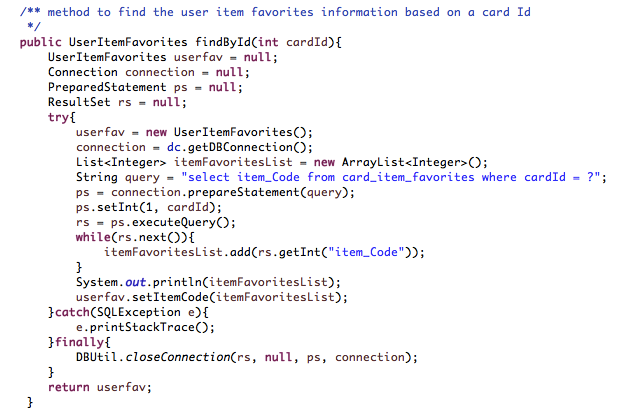 /** method to find the user item favorites information based on a card Id
*/
public UserItemFavorites findById(int cardId){
UserItemFavorites userfav = null;
Connection connection = null;
PreparedStatement ps = null;
ResultSet rs = null;
try{
userfav = new UserItemFavorites();
connection = dc.getDBConnection();
List<Integer> itemFavoritesList = new ArrayList<Integer>();
String query = "select item_Code from card_item_favorites where cardId = ?";
ps = connection.prepareStatement(query);
ps.setInt(1, cardId);
rs = ps.executeQuery();
while(rs.next()){
itemFavoritesList.add(rs.getInt("item_Code"));
}
System.out.println(itemFavoritesList);
userfav.setItemCode(itemFavoritesList);
}catch(SQLException e){
e.printStackTrace();
}finally{
DBUtil.closeConnection(rs, null, ps, connection);
}
return userfav;
}